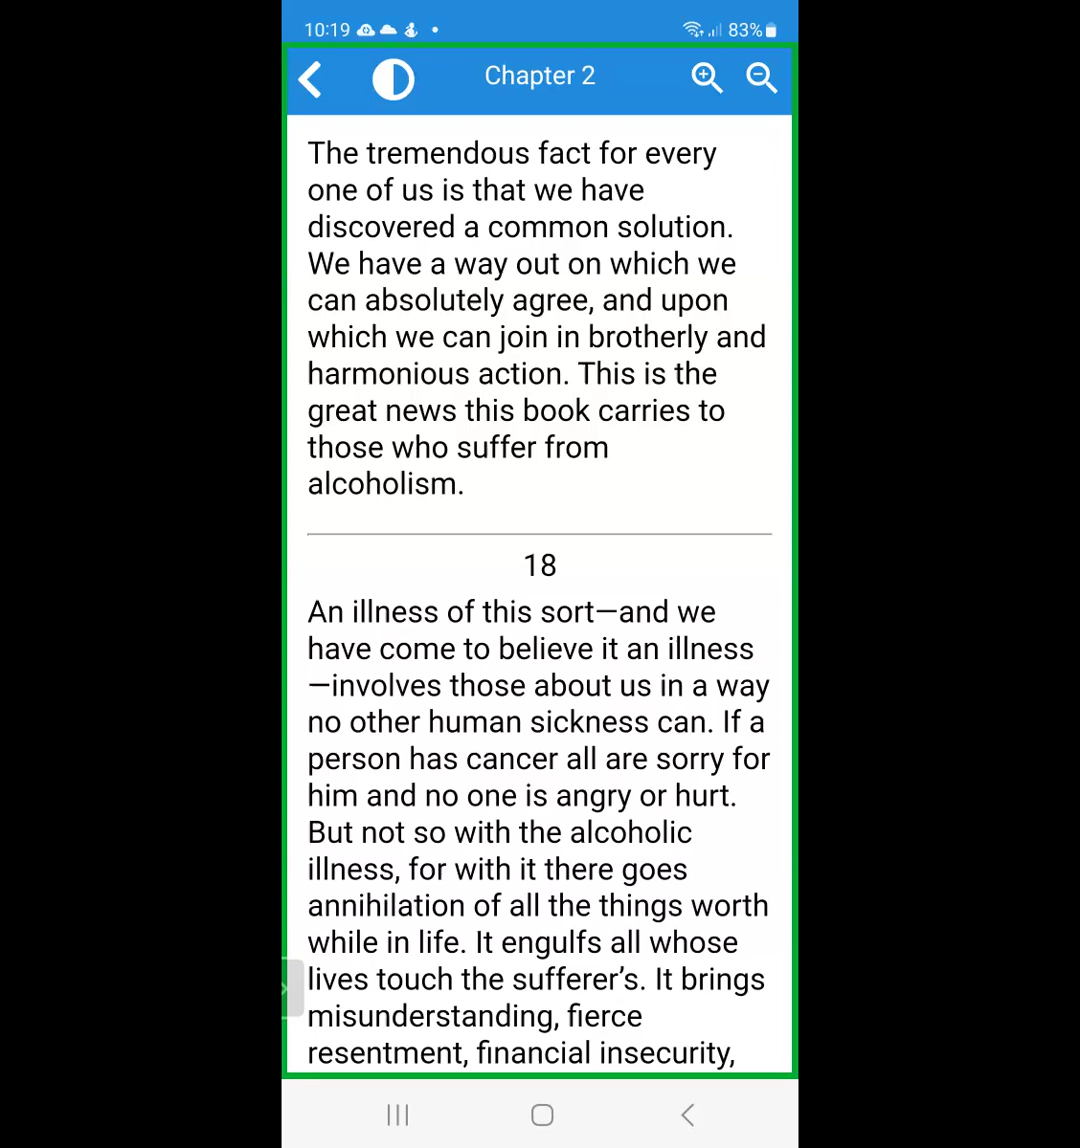 10:19
83%
Chapter 2
The tremendous fact for every
one of us is that we have
discovered a common solution.
We have a way out on which we
can absolutely agree, and upon
which we can join in brotherly and
harmonious action. This is the
great news this book carries to
those who suffer from
alcoholism.
18
An illness of this sort—and we
have come to believe it an illness
—involves those about us in a way
no other human sickness can. If a
person has cancer all are sorry for
him and no one is angry or hurt.
But not so with the alcoholic
illness, for with it there goes
annihilation of all the things worth
while in life. It engulfs all whose
lives touch the sufferer’s. It brings
misunderstanding, fierce
resentment, financial insecurity,